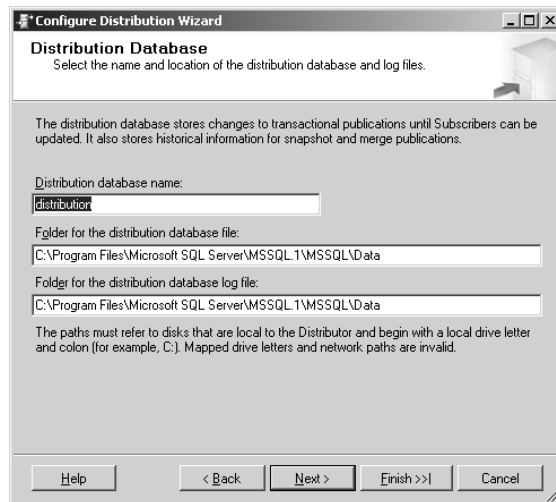 Configure Distribution Wizard
Distribution Database
Select the name and location of the distribution database and log files.
The distribution database stores changes to transactional publications until Subscribers can be
updated. It also stores historical information for snapshot and merge publications.
Distribution database name:
distribution
Folder for the distribution database file:
C:\Program Files\Microsoft SQL Server\MSSQL.1\MSSQL\Data
Folder for the distribution database log file:
C:\Program Files\Microsoft SQL Server\MSSQL.1\MSSQL\Data
The paths must refer to disks that are local to the Distributor and begin with a local drive letter
and colon (for example, C:). Mapped drive letters and network paths are invalid.
Help < Back Next > Finish >>| Cancel